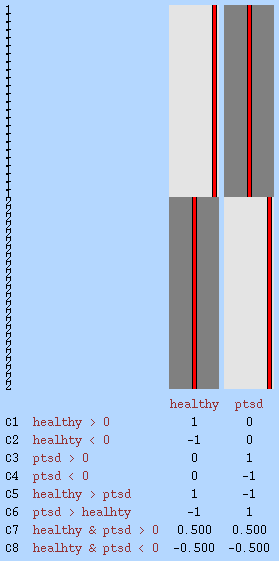 1
2
healthy ptsd
C1 healthy > 0 1 0
C2 healhty < 0 -1 0
C3 ptsd > 0 0 1
C4 ptsd < 0 0 -1
C5 healthy > ptsd 1 -1
C6 ptsd > healhty -1 1
C7 healthy & ptsd > 0 0.500 0.500
C8 healhty & ptsd < 0 -0.500 -0.500